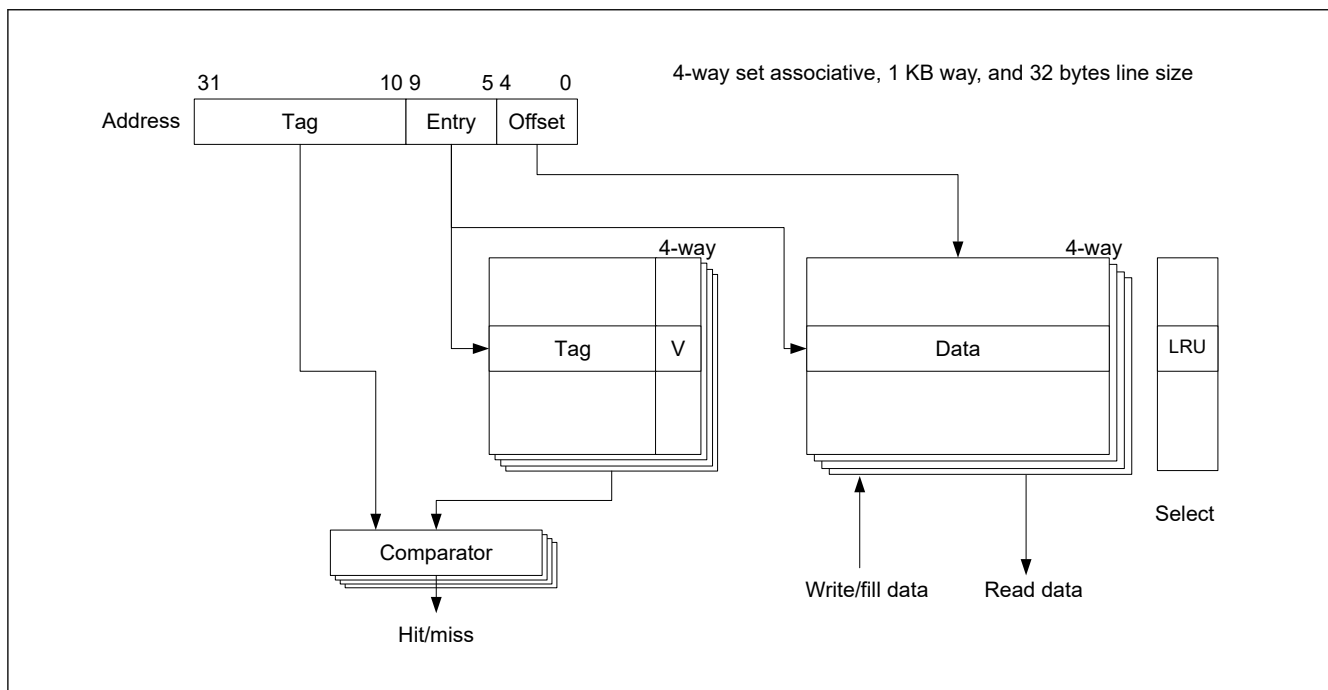 4-way set associative, 1 KB way, and 32 bytes line size
31 10 9 5 4 0
Address Tag Entry Offset
4-way 4-way
Tag V Data LRU
Select
Comparator
Write/fill data Read data
Hit/miss